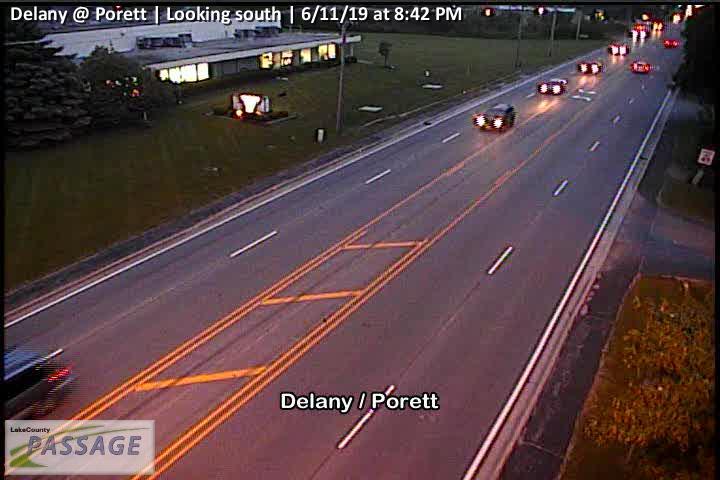 Delany @ Porett | Looking south | 6/11/19 at 8:42 PM
Delany / Porett
LakeCounty
PASSAGE